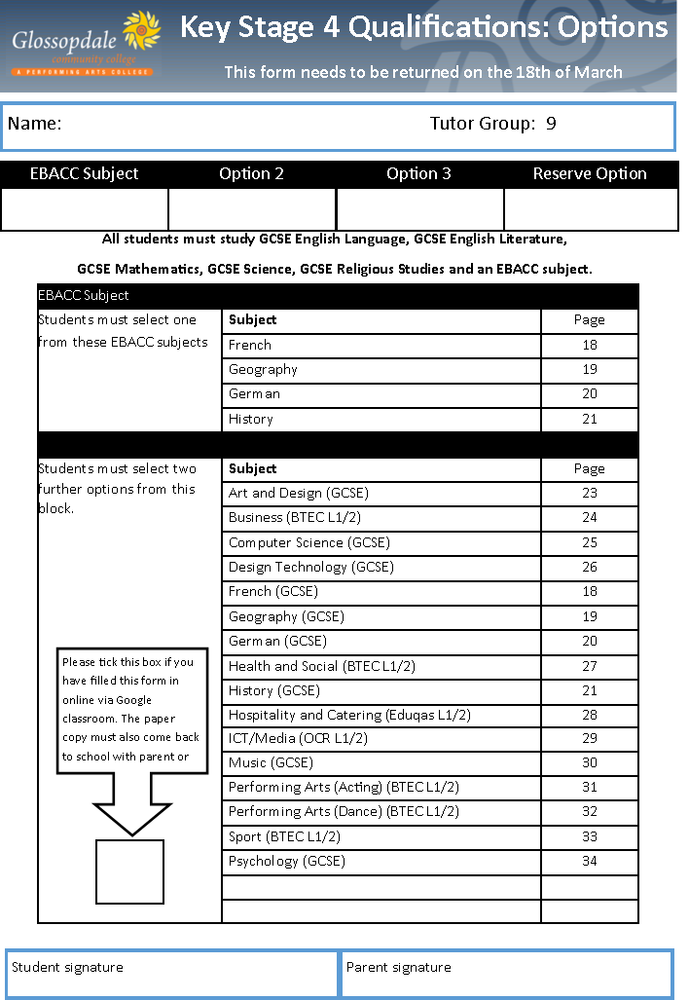 Glossopdale
community college
A PERFORMING ARTS COLLEGE
Key Stage 4 Qualifications: Options
This form needs to be returned on the 18th of March
Name:
Tutor Group: 9
EBACC Subject Option 2 Option 3 Reserve Option
All students must study GCSE English Language, GCSE English Literature,
GCSE Mathematics, GCSE Science, GCSE Religious Studies and an EBACC subject.
EBACC Subject
Students must select one
from these EBACC subjects
Subject Page
French 18
Geography 19
German 20
History 21
Students must select two
further options from this
block.
Subject Page
Art and Design (GCSE) 23
Business (BTEC L1/2) 24
Computer Science (GCSE) 25
Design Technology (GCSE) 26
French (GCSE) 18
Geography (GCSE) 19
German (GCSE) 20
Health and Social (BTEC L1/2) 27
History (GCSE) 21
Hospitality and Catering (Eduqas L1/2) 28
ICT/Media (OCR L1/2) 29
Music (GCSE) 30
Performing Arts (Acting) (BTEC L1/2) 31
Performing Arts (Dance) (BTEC L1/2) 32
Sport (BTEC L1/2) 33
Psychology (GCSE) 34
Please tick this box if you
have filled this form in
online via Google
classroom. The paper
copy must also come back
to school with parent or
Student signature
Parent signature